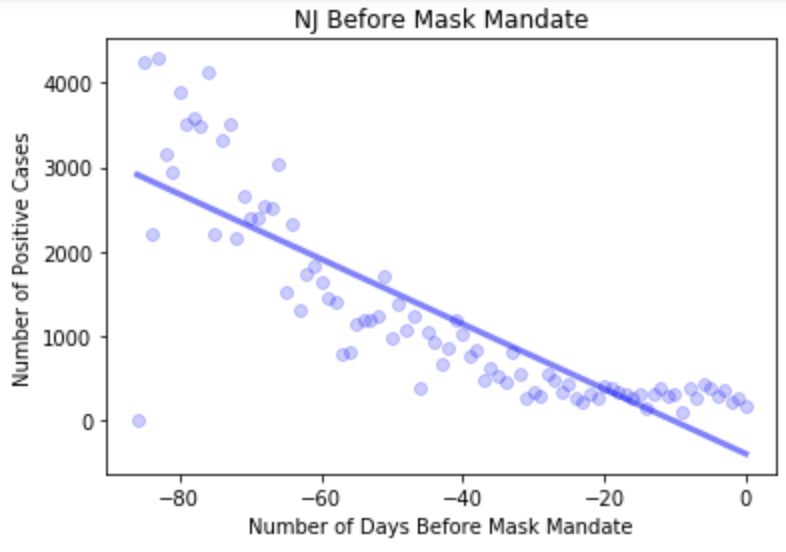 NJ Before Mask Mandate
Number of Positive Cases
4000
3000
2000
1000
0
−80 −60 −40 −20 0
Number of Days Before Mask Mandate